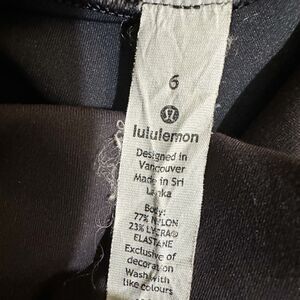 6
lululemon
Designed in
Vancouver
Made in Sri
Lanka
Body:
77% NYLON
23% LYCRA®
ELASTANE
Exclusive of
decoration
Wash with
like colours